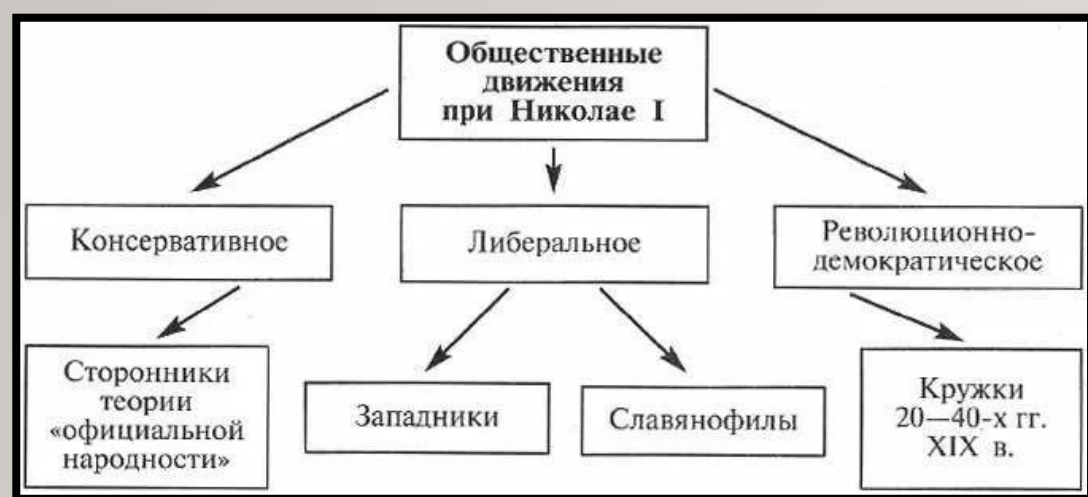 Общественные
движения
при Николае I
Консервативное
Либеральное
Революционно-
демократическое
Сторонники
теории
«официальной
народности»
Западники
Славянофилы
Кружки
20—40-х гг.
XIX в.